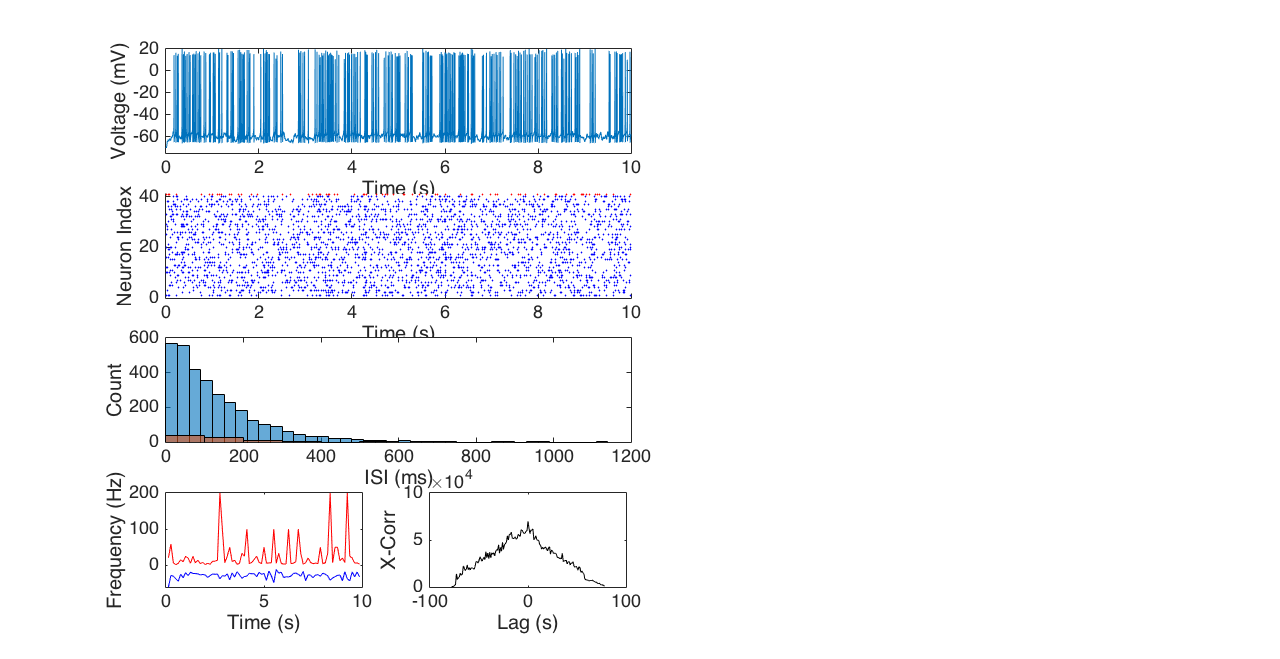 Voltage (mV)
20
0
-20
-40
-60
0 2 4 6 8 10
Time (s)
Neuron Index
40
20
0
0 2 4 6 8 10
Time (s)
Count
600
400
200
0
0 200 400 600 800 1000 1200
ISI (ms)
Frequency (Hz)
200
100
0
0 5 10
Time (s)
X-Corr
×10⁴
10
5
0
-100 0 100
Lag (s)